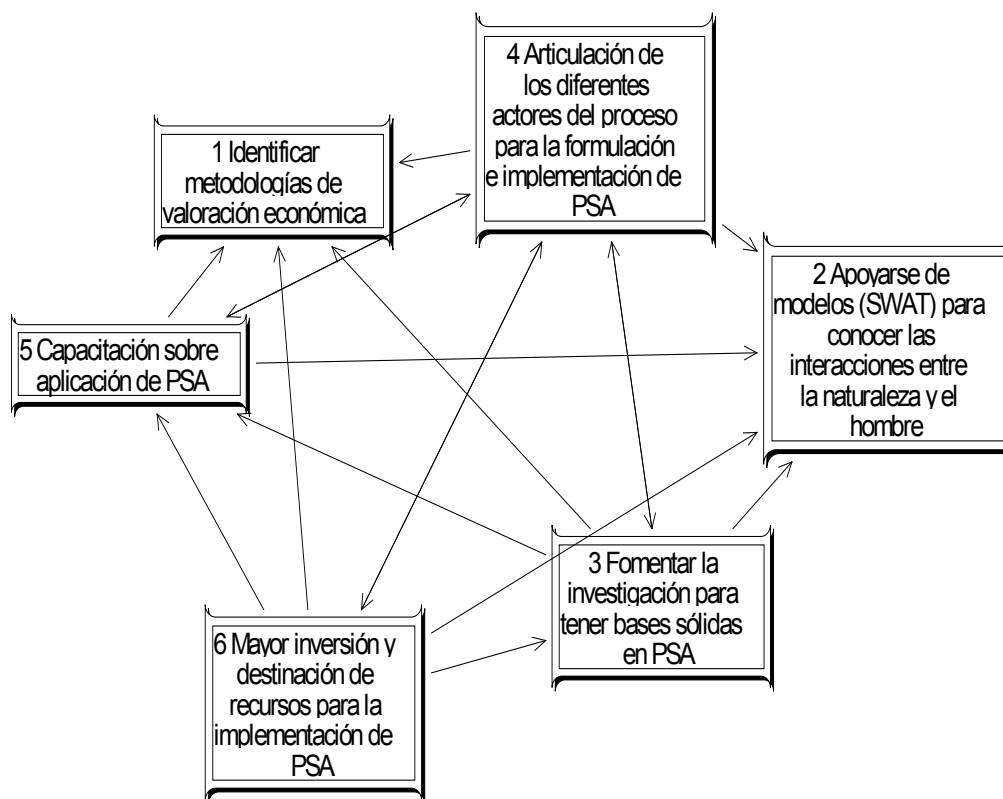 4 Articulación de
los diferentes
actores del proceso
para la formulación
e implementación de
PSA
1 Identificar
metodologías de
valoración económica
2 Apoyarse de
modelos (SWAT) para
conocer las
interacciones entre
la naturaleza y el
hombre
5 Capacitación sobre
aplicación de PSA
3 Fomentar la
investigación para
tener bases sólidas
en PSA
6 Mayor inversión y
destinación de
recursos para la
implementación de
PSA